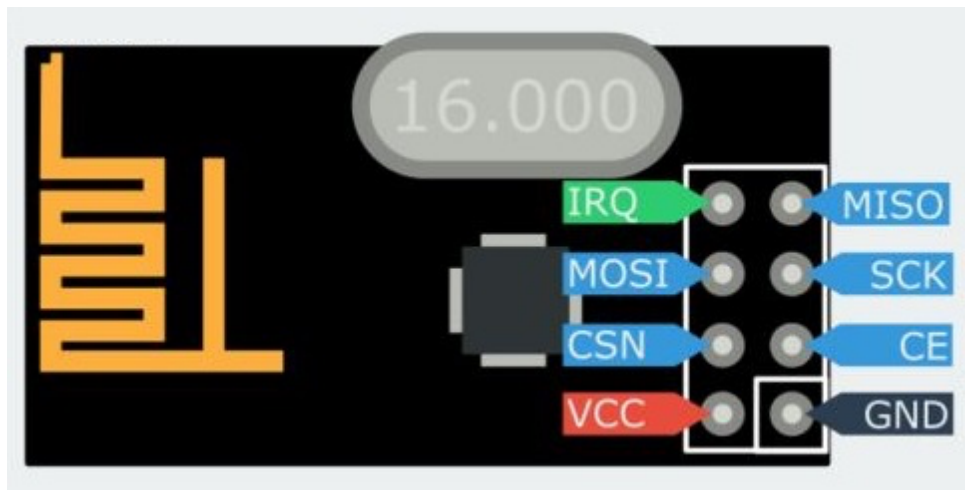 16.000
IRQ MISO
MOSI SCK
CSN CE
VCC GND